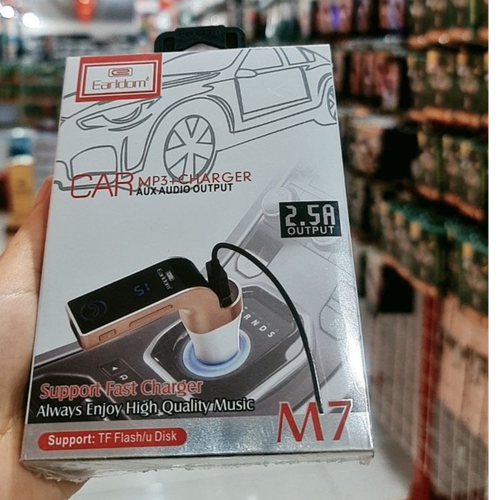 Earldom
CAR MP3+CHARGER
AUX AUDIO OUTPUT
2.5A
OUTPUT
Earldom
Support Fast Charger
Always Enjoy High Quality Music
M7
Support: TF Flash/u Disk